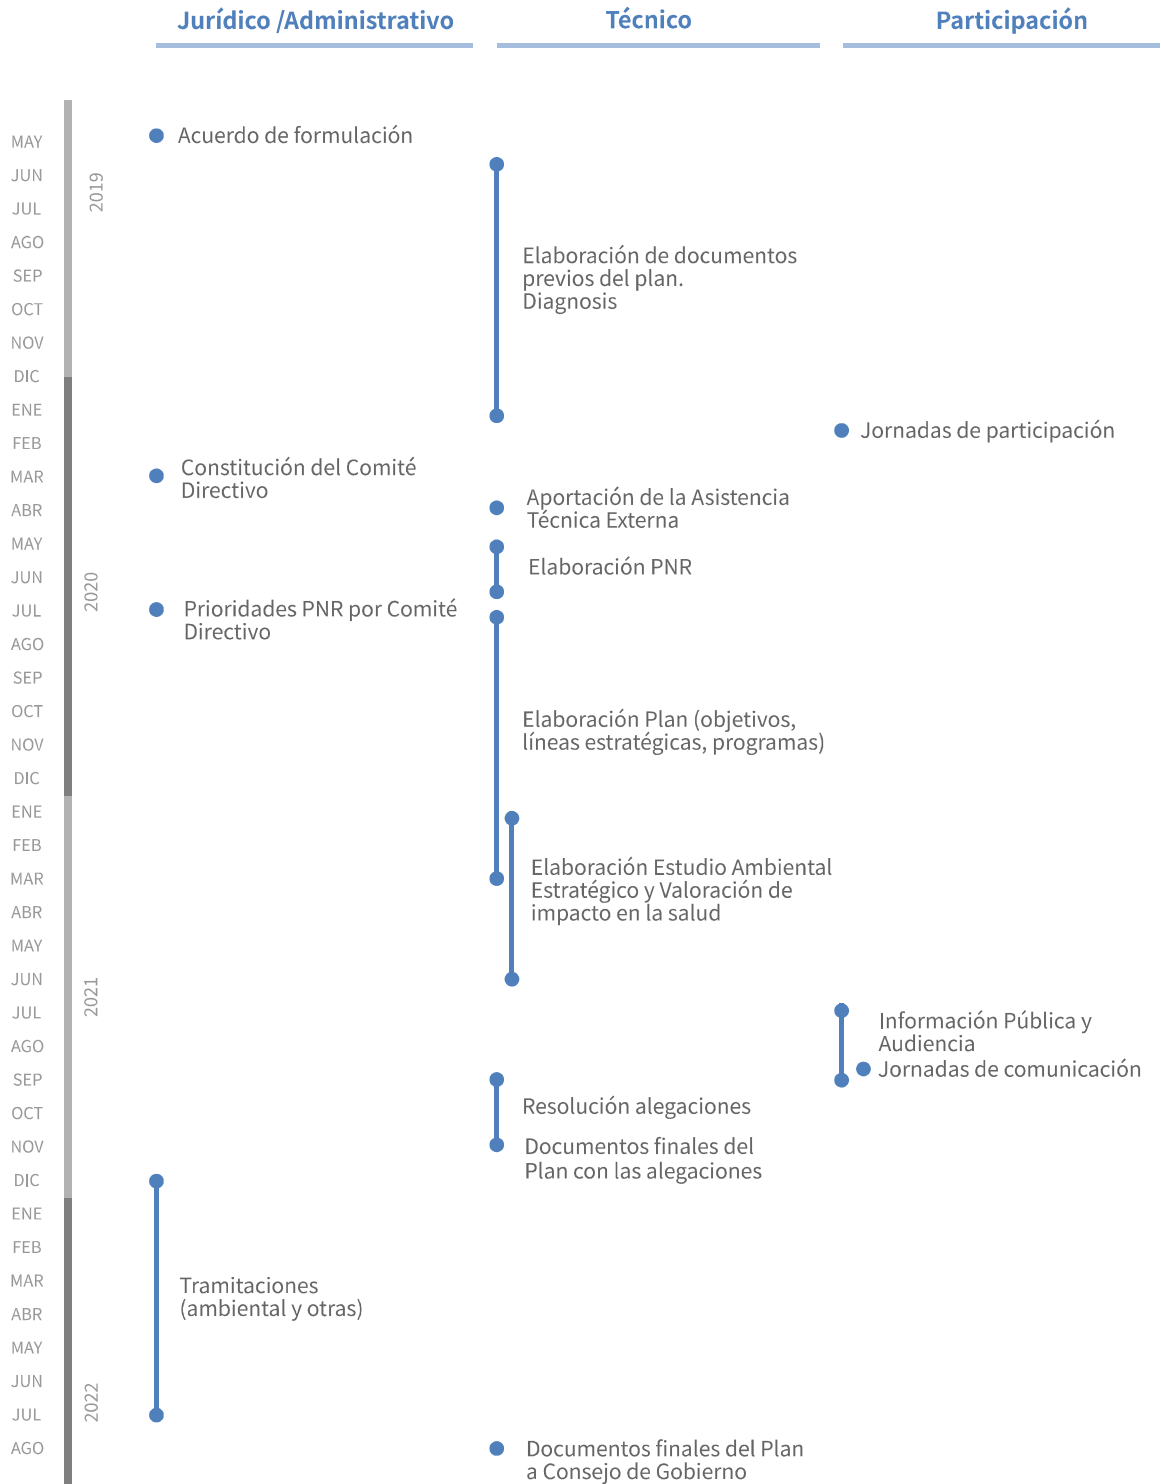 Jurídico /Administrativo
Técnico
Participación
MAY
JUN
JUL
AGO
SEP
OCT
NOV
DIC
ENE
FEB
MAR
ABR
MAY
JUN
JUL
AGO
SEP
OCT
NOV
DIC
ENE
FEB
MAR
ABR
MAY
JUN
JUL
AGO
SEP
OCT
NOV
DIC
ENE
FEB
MAR
ABR
MAY
JUN
JUL
AGO
2019
2020
2021
2022
Acuerdo de formulación
Constitución del Comité
Directivo
Prioridades PNR por Comité
Directivo
Tramitaciones
(ambiental y otras)
Elaboración de documentos
previos del plan.
Diagnosis
Aportación de la Asistencia
Técnica Externa
Elaboración PNR
Elaboración Plan (objetivos,
líneas estratégicas, programas)
Elaboración Estudio Ambiental
Estratégico y Valoración de
impacto en la salud
Resolución alegaciones
Documentos finales del
Plan con las alegaciones
Documentos finales del Plan
a Consejo de Gobierno
Jornadas de participación
Información Pública y
Audiencia
Jornadas de comunicación